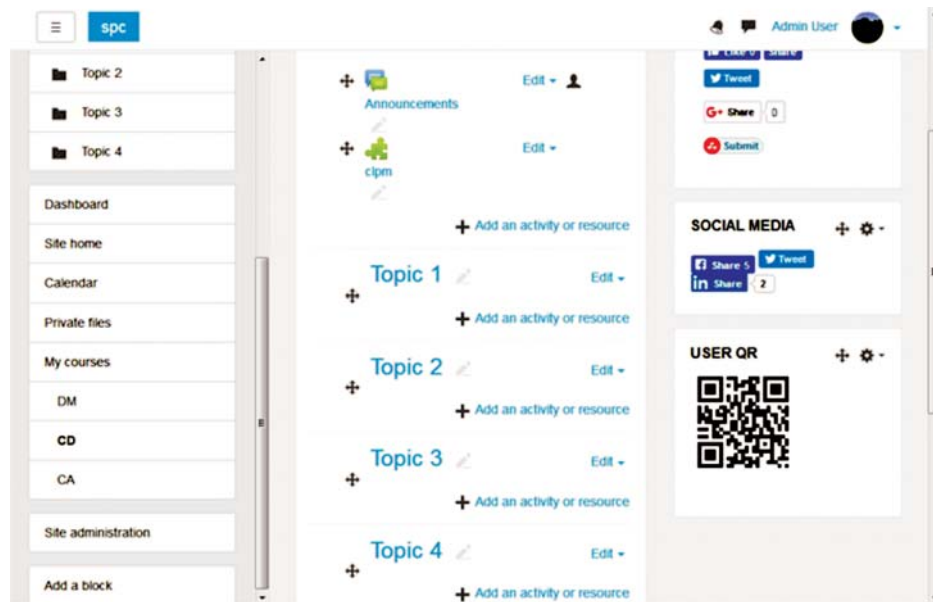 spc
Admin User
Topic 2
Topic 3
Topic 4
Dashboard
Site home
Calendar
Private files
My courses
DM
CD
CA
Site administration
Add a block
Edit
Announcements
Edit
clpm
Add an activity or resource
Topic 1
Edit
Add an activity or resource
Topic 2
Edit
Add an activity or resource
Topic 3
Edit
Add an activity or resource
Topic 4
Edit
Add an activity or resource
Like 0 Share
Tweet
G+ Share 0
Submit
SOCIAL MEDIA
Share 5 Tweet
in Share 2
USER QR